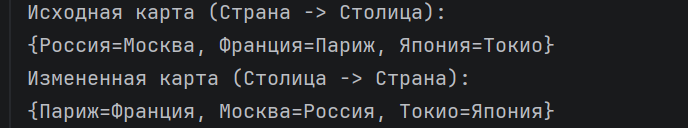 Исходная карта (Страна -> Столица):
{Россия=Москва, Франция=Париж, Япония=Токио}
Измененная карта (Столица -> Страна):
{Париж=Франция, Москва=Россия, Токио=Япония}